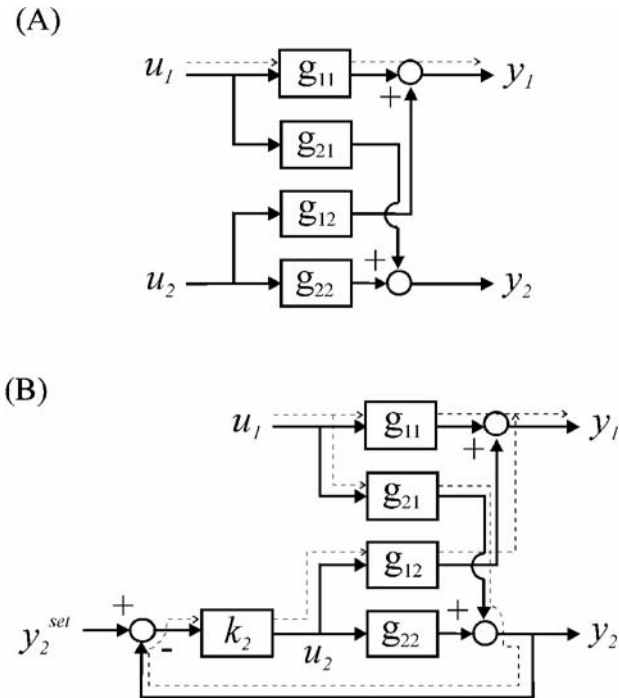 (A)
u₁ g₁₁ + y₁
g₂₁
g₁₂
u₂ g₂₂ + y₂
(B)
u₁ g₁₁ + y₁
g₂₁
g₁₂
y₂ˢᵉᵗ + - k₂ u₂ g₂₂ + y₂